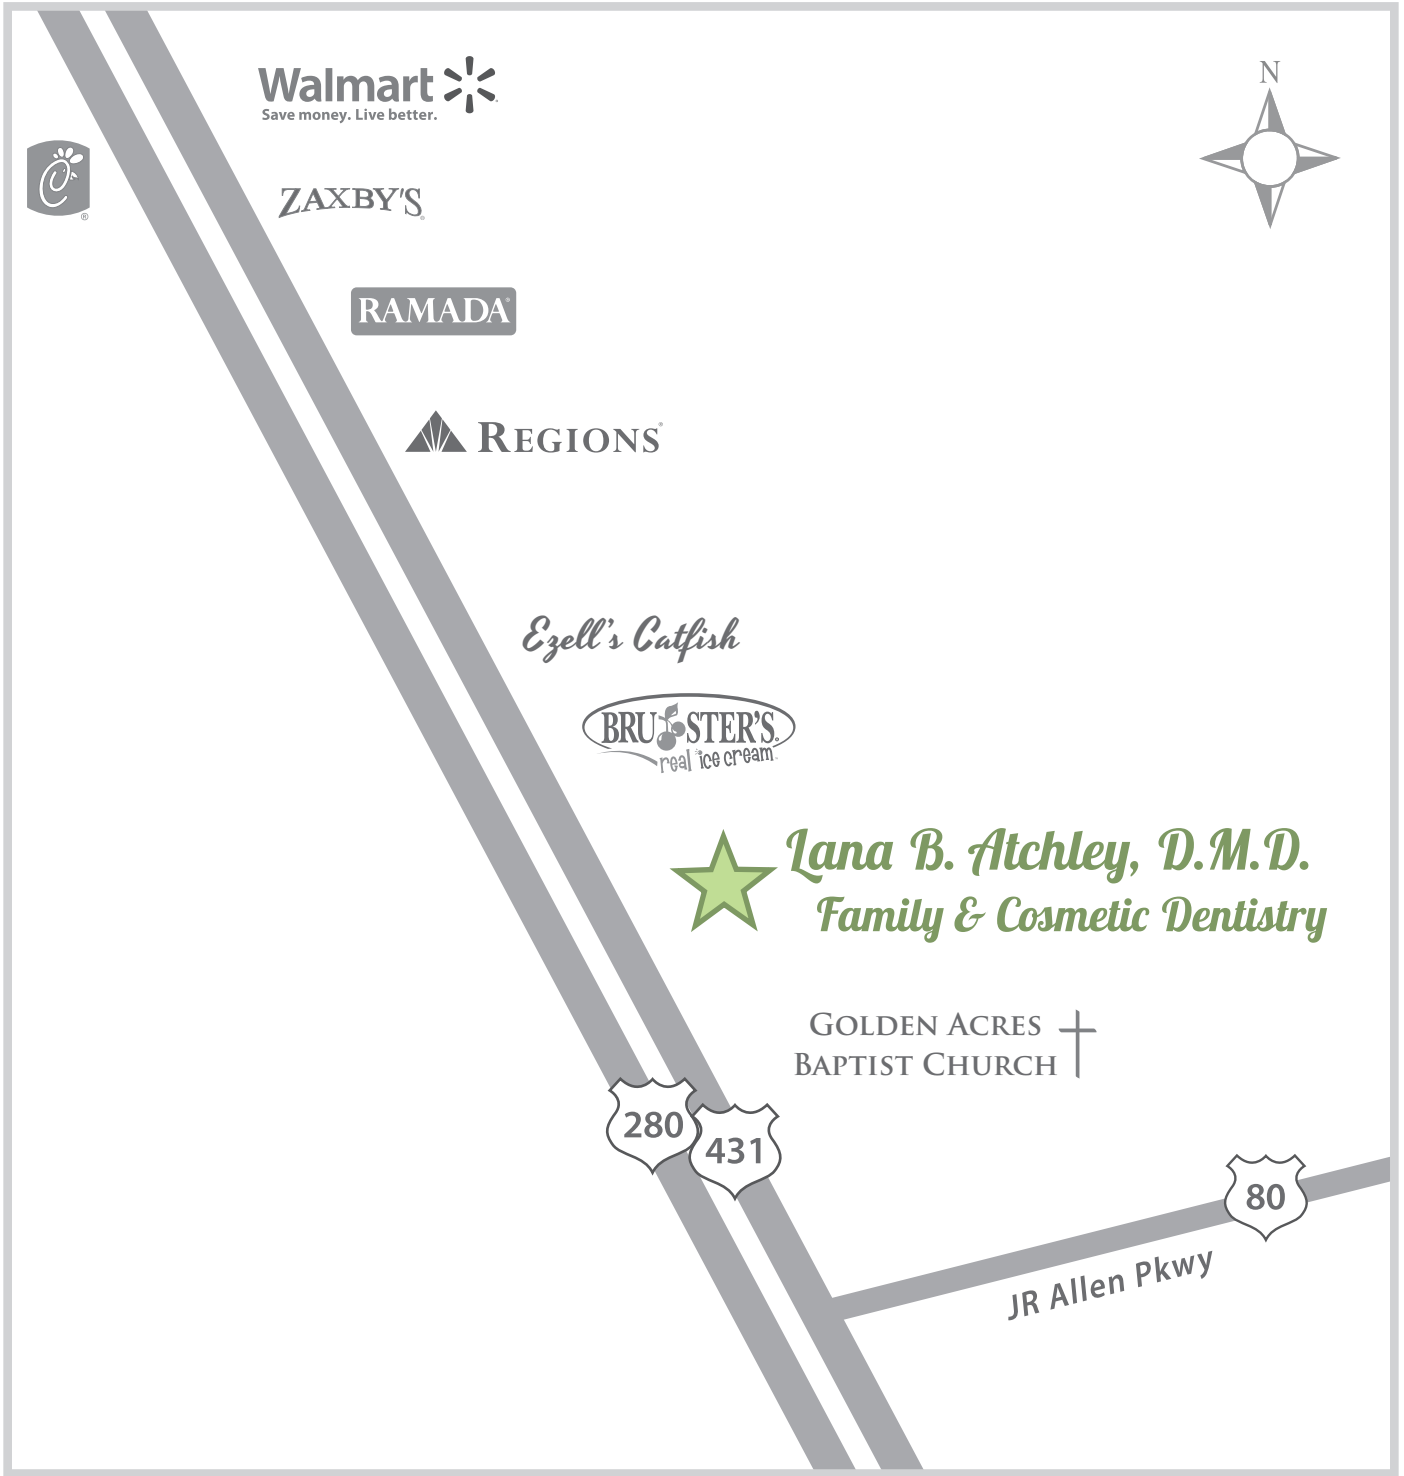 Walmart
Save money. Live better.
N
ZAXBY'S
RAMADA
REGIONS
Ezell's Catfish
BRUSTER'S
real ice cream
Lana B. Atchley, D.M.D.
Family & Cosmetic Dentistry
GOLDEN ACRES
BAPTIST CHURCH
280
431
80
JR Allen Pkwy